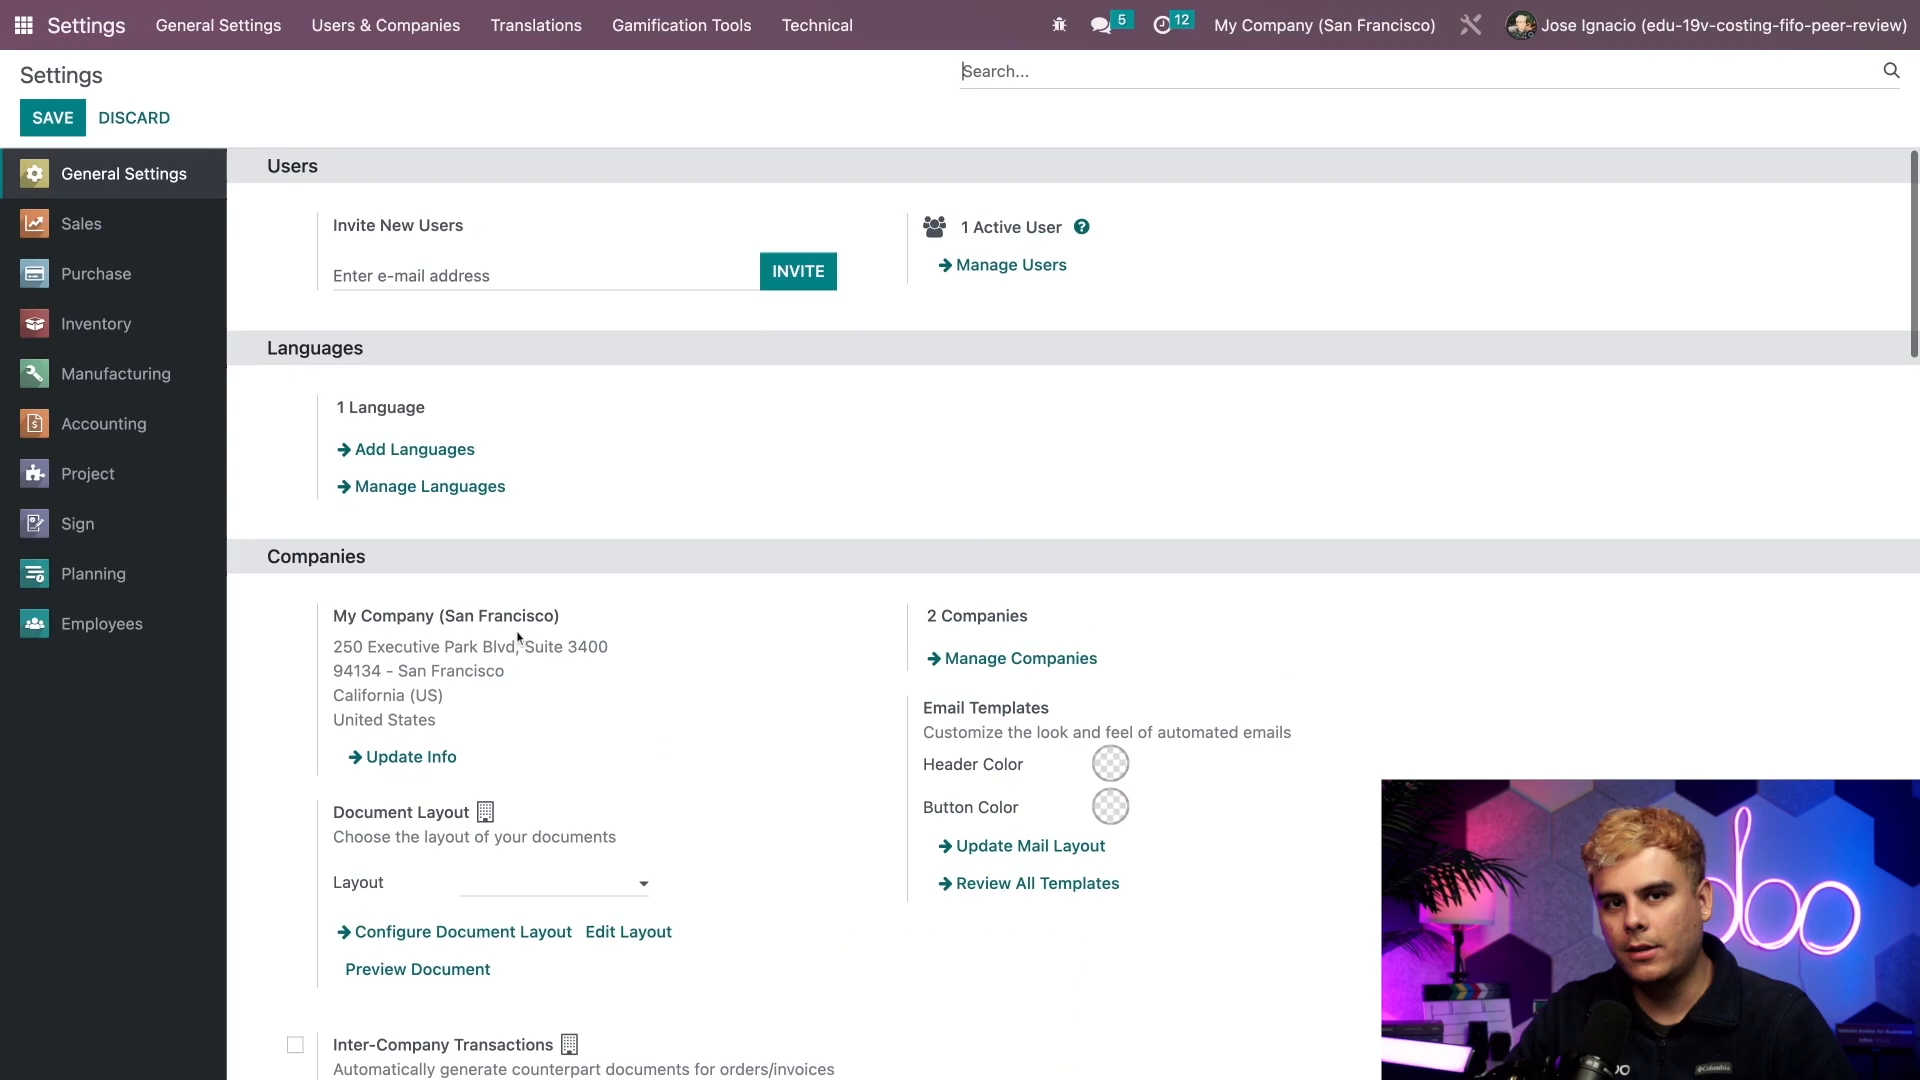 Settings General Settings Users & Companies Translations Gamification Tools Technical 5 12 My Company (San Francisco) Jose Ignacio (edu-19v-costing-fifo-peer-review)
Settings
Search...
SAVE DISCARD
General Settings
Sales
Purchase
Inventory
Manufacturing
Accounting
Project
Sign
Planning
Employees
Users
Invite New Users
Enter e-mail address INVITE
1 Active User ?
Manage Users
Languages
1 Language
Add Languages
Manage Languages
Companies
My Company (San Francisco)
250 Executive Park Blvd, Suite 3400
94134 - San Francisco
California (US)
United States
Update Info
2 Companies
Manage Companies
Email Templates
Customize the look and feel of automated emails
Header Color
Button Color
Update Mail Layout
Review All Templates
Document Layout
Choose the layout of your documents
Layout
Configure Document Layout Edit Layout
Preview Document
Inter-Company Transactions
Automatically generate counterpart documents for orders/invoices
odoo
Columbia